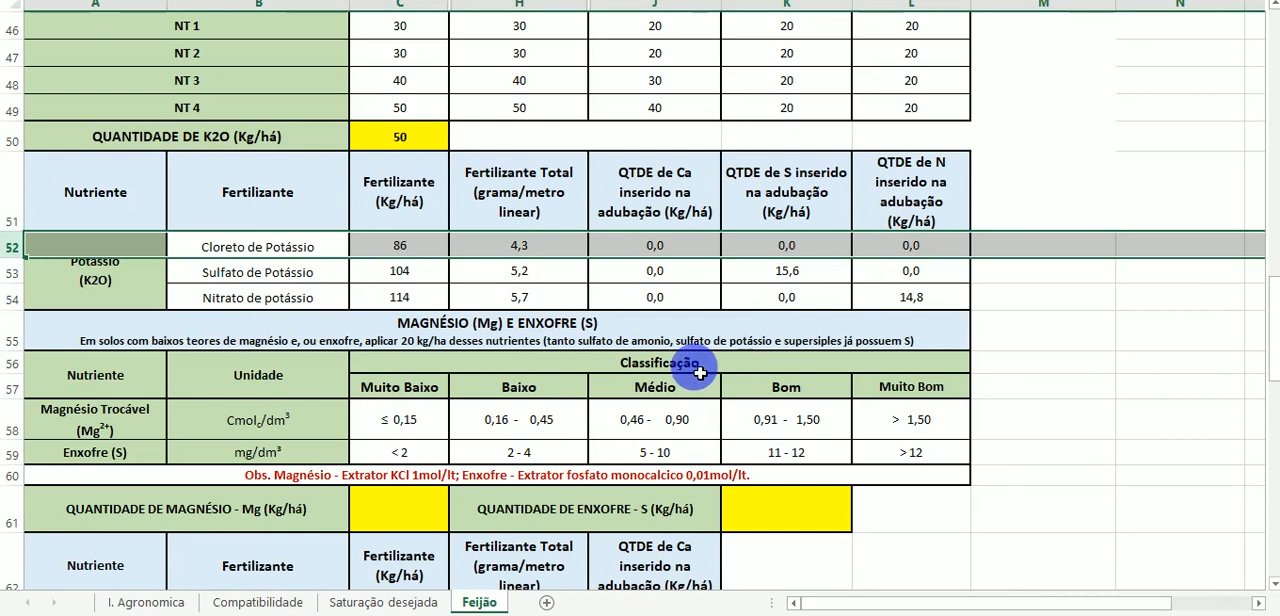 A B C H J K L M N
46 NT 1 30 30 20 20 20
47 NT 2 30 30 20 20 20
48 NT 3 40 40 30 20 20
49 NT 4 50 50 40 20 20
50 QUANTIDADE DE K2O (Kg/há) 50
51 Nutriente Fertilizante Fertilizante (Kg/há) Fertilizante Total (grama/metro linear) QTDE de Ca inserido na adubação (Kg/há) QTDE de S inserido na adubação (Kg/há) QTDE de N inserido na adubação (Kg/há)
52 Cloreto de Potássio 86 4,3 0,0 0,0 0,0
Potássio (K2O)
53 Sulfato de Potássio 104 5,2 0,0 15,6 0,0
54 Nitrato de potássio 114 5,7 0,0 0,0 14,8
MAGNÉSIO (Mg) E ENXOFRE (S)
55 Em solos com baixos teores de magnésio e, ou enxofre, aplicar 20 kg/ha desses nutrientes (tanto sulfato de amonio, sulfato de potássio e supersiples já possuem S)
56 Nutriente Unidade Classificação
57 Muito Baixo Baixo Médio Bom Muito Bom
58 Magnésio Trocável (Mg2+) Cmolc/dm³ ≤ 0,15 0,16 - 0,45 0,46 - 0,90 0,91 - 1,50 > 1,50
59 Enxofre (S) mg/dm³ < 2 2 - 4 5 - 10 11 - 12 > 12
60 Obs. Magnésio - Extrator KCl 1mol/lt; Enxofre - Extrator fosfato monocalcico 0,01mol/lt.
61 QUANTIDADE DE MAGNÉSIO - Mg (Kg/há) QUANTIDADE DE ENXOFRE - S (Kg/há)
62 Nutriente Fertilizante Fertilizante (Kg/há) Fertilizante Total (grama/metro linear) QTDE de Ca inserido na adubação (Kg/há)
I. Agronomica Compatibilidade Saturação desejada Feijão